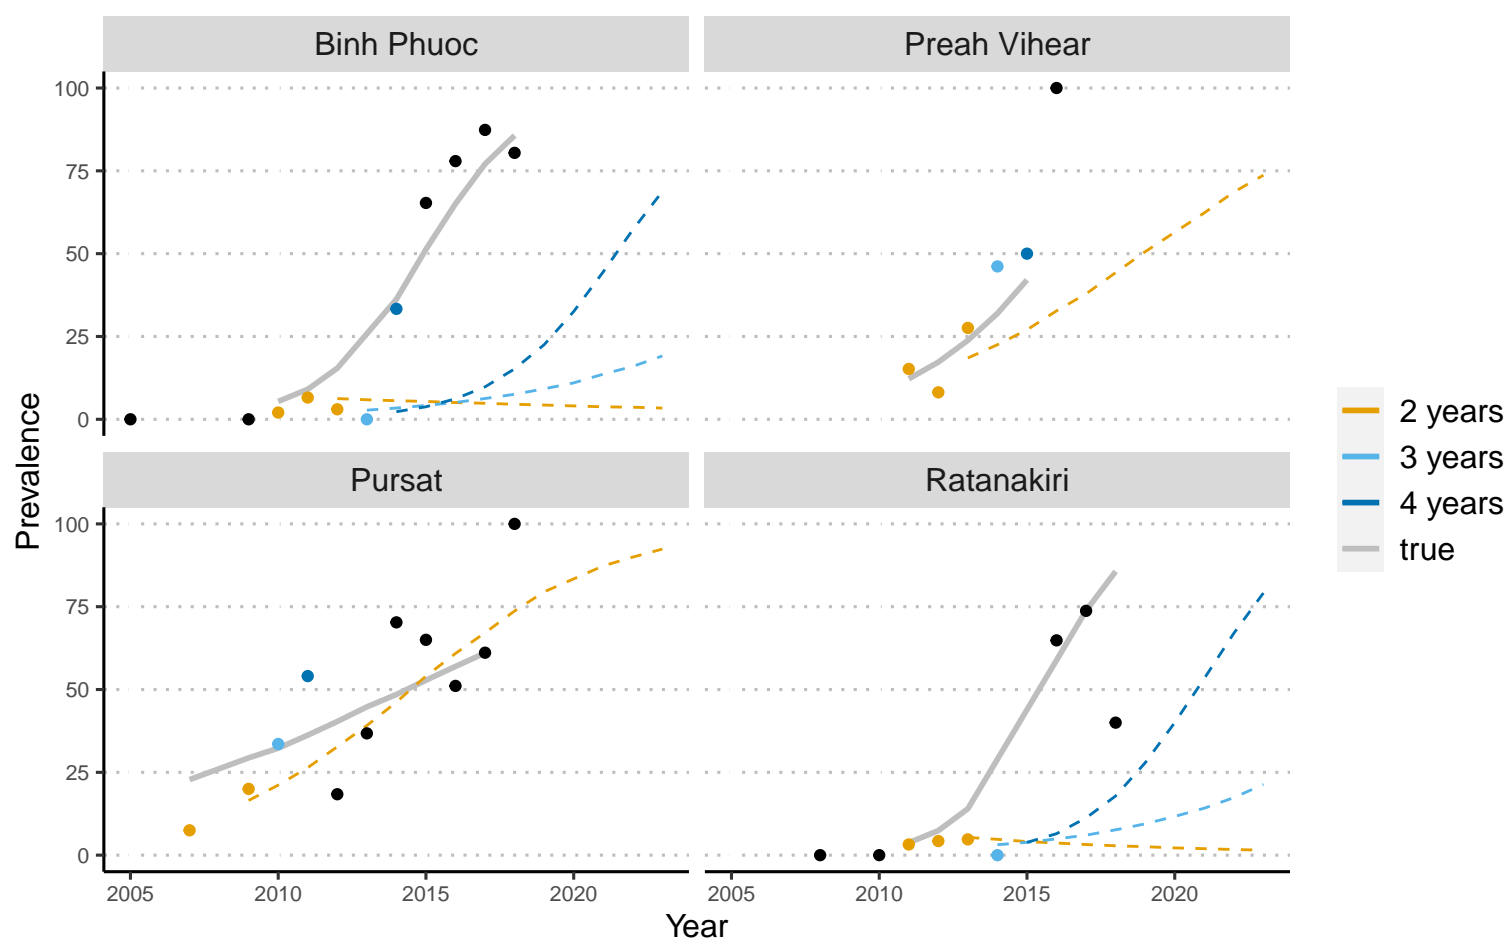 Binh Phuoc
Preah Vihear
100
75
50
25
0
Pursat
Ratanakiri
100
75
50
25
0
2005 2010 2015 2020
2005 2010 2015 2020
Year
Prevalence
2 years
3 years
4 years
true